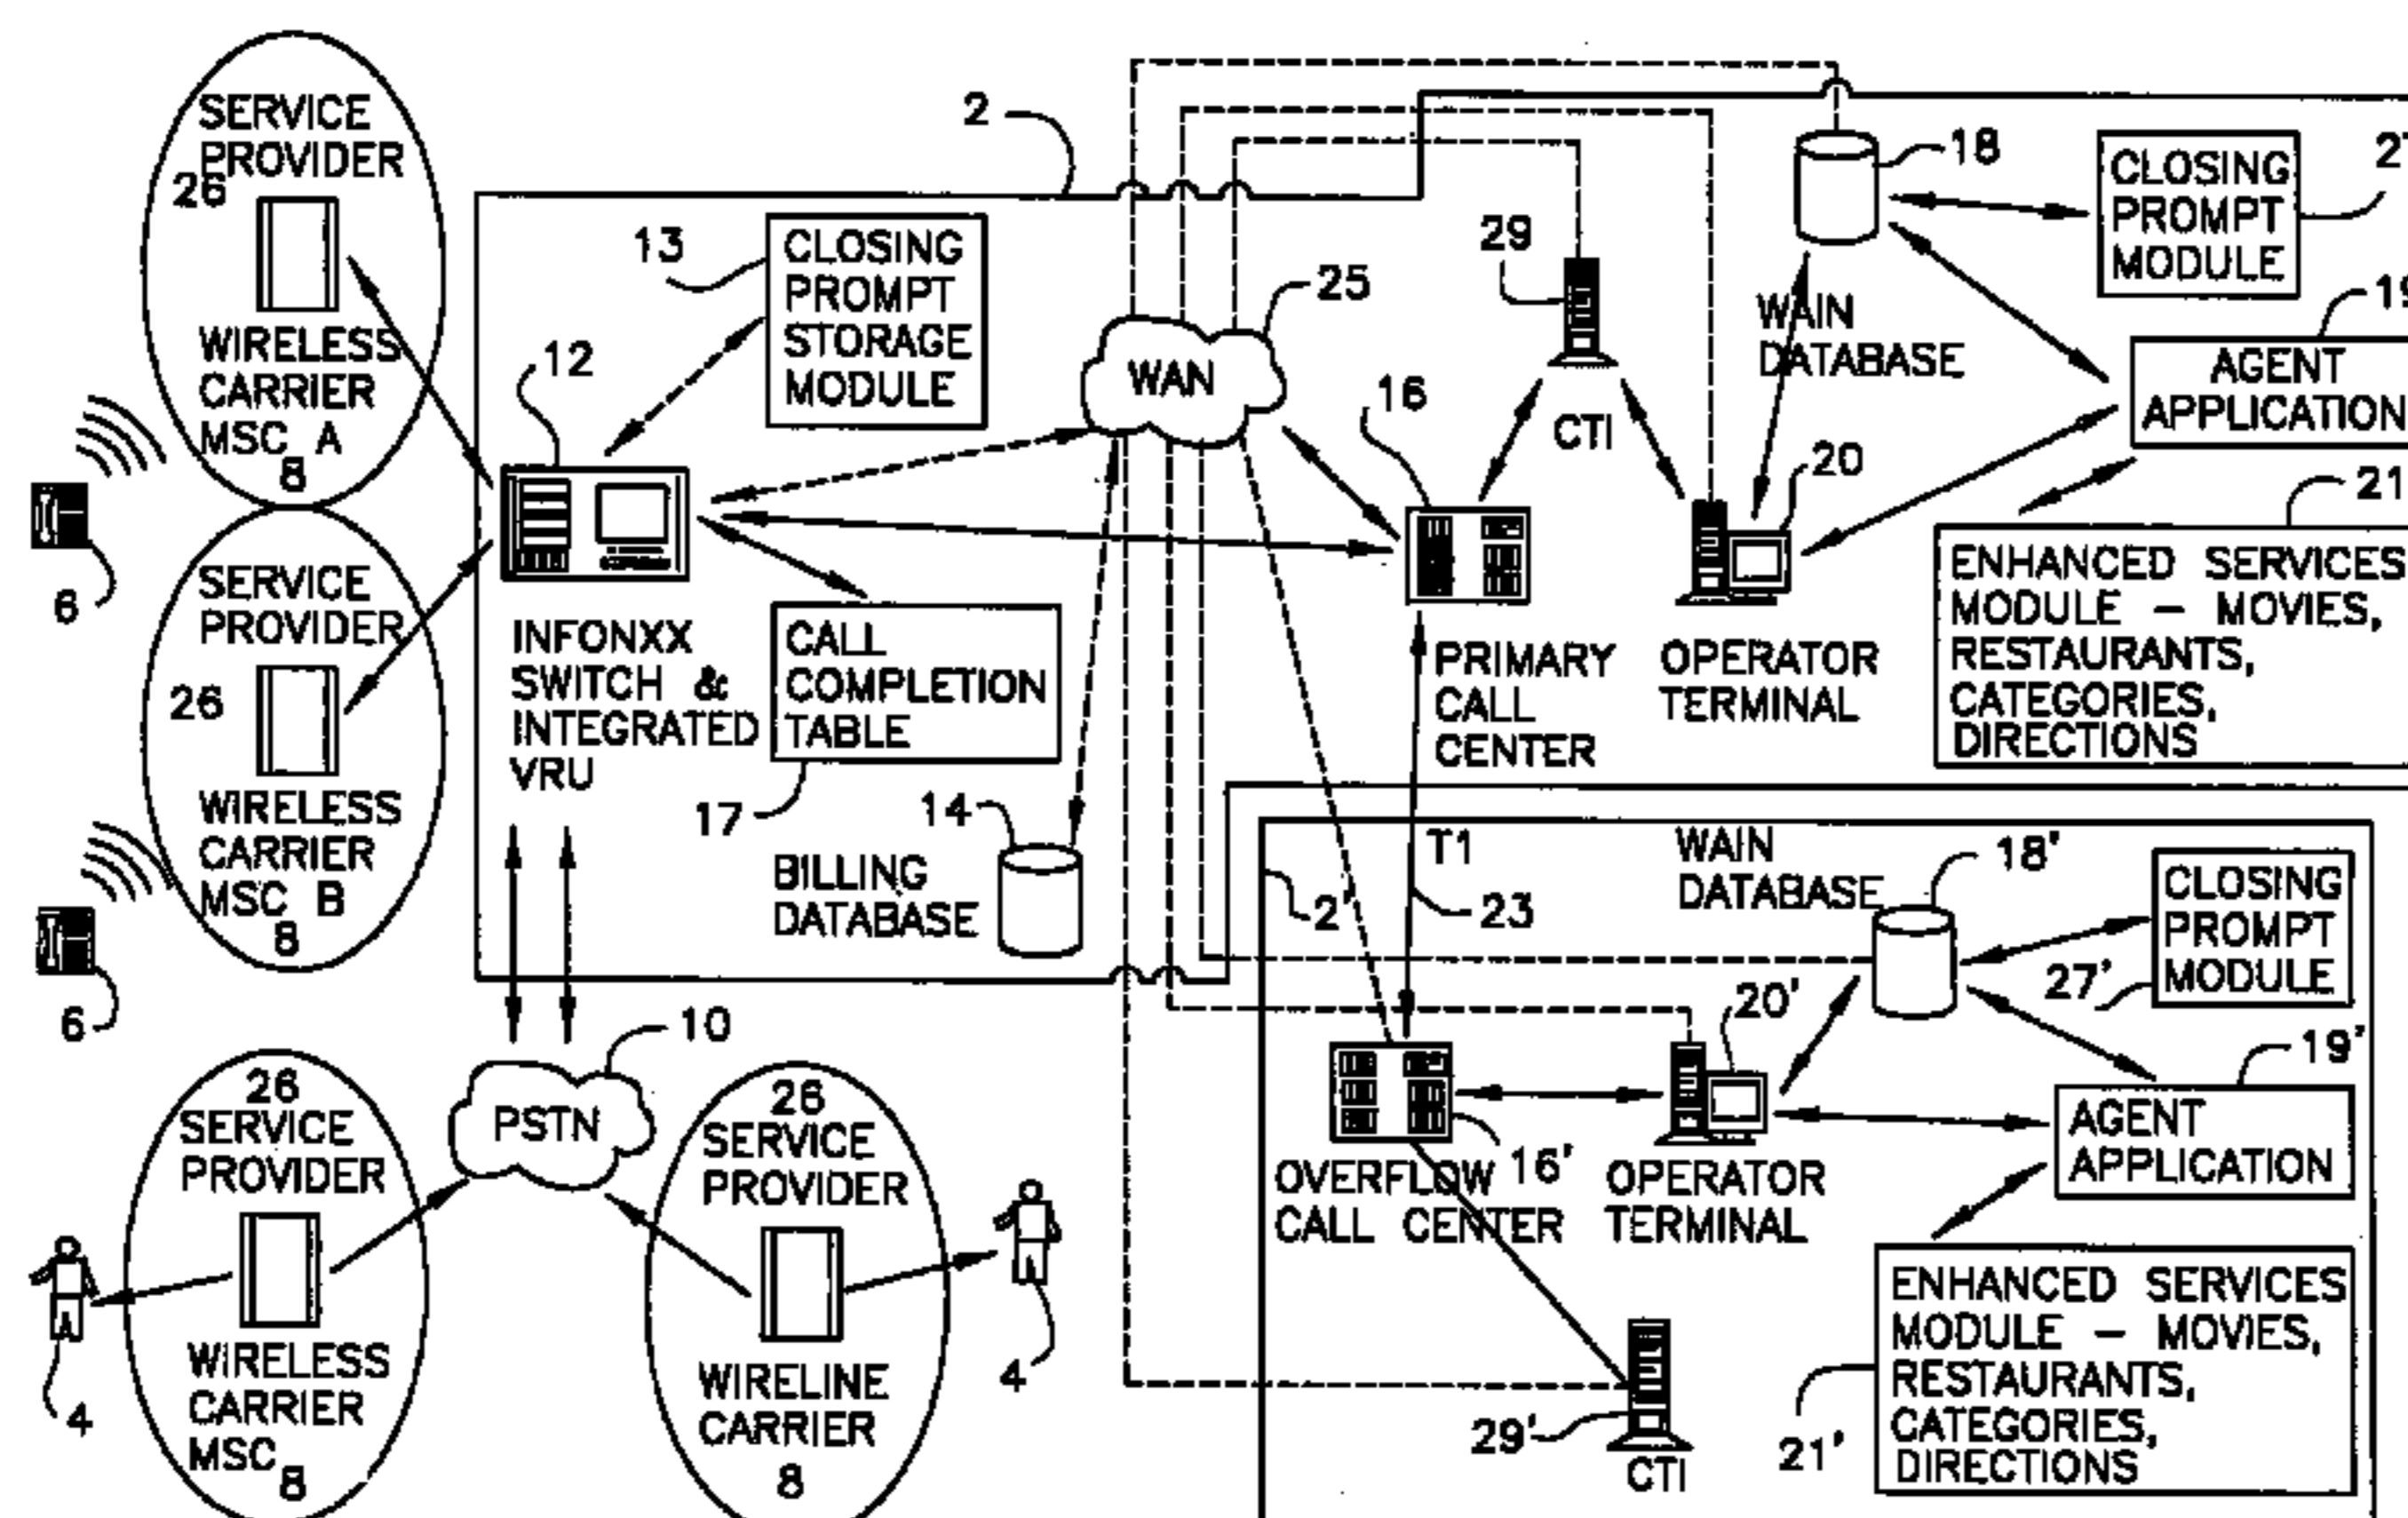 SERVICE
PROVIDER
26
WIRELESS
CARRIER
MSC A
8
6
SERVICE
PROVIDER
26
WIRELESS
CARRIER
MSC B
8
6
2
13
CLOSING
PROMPT
STORAGE
MODULE
12
INFONXX
SWITCH &
INTEGRATED
VRU
CALL
COMPLETION
TABLE
17
14
BILLING
DATABASE
WAN
25
29
CTI
16
PRIMARY
CALL
CENTER
20
OPERATOR
TERMINAL
18
WAIN
DATABASE
CLOSING
PROMPT
MODULE
AGENT
APPLICATION
21
ENHANCED SERVICES
MODULE – MOVIES,
RESTAURANTS,
CATEGORIES,
DIRECTIONS
T1
23
2'
WAIN
DATABASE
18'
CLOSING
PROMPT
MODULE
27'
20'
19'
AGENT
APPLICATION
16'
OVERFLOW
CALL CENTER
OPERATOR
TERMINAL
ENHANCED SERVICES
MODULE – MOVIES,
RESTAURANTS,
CATEGORIES,
DIRECTIONS
21'
29'
CTI
10
PSTN
26
SERVICE
PROVIDER
WIRELESS
CARRIER
MSC
8
4
26
SERVICE
PROVIDER
WIRELINE
CARRIER
8
4